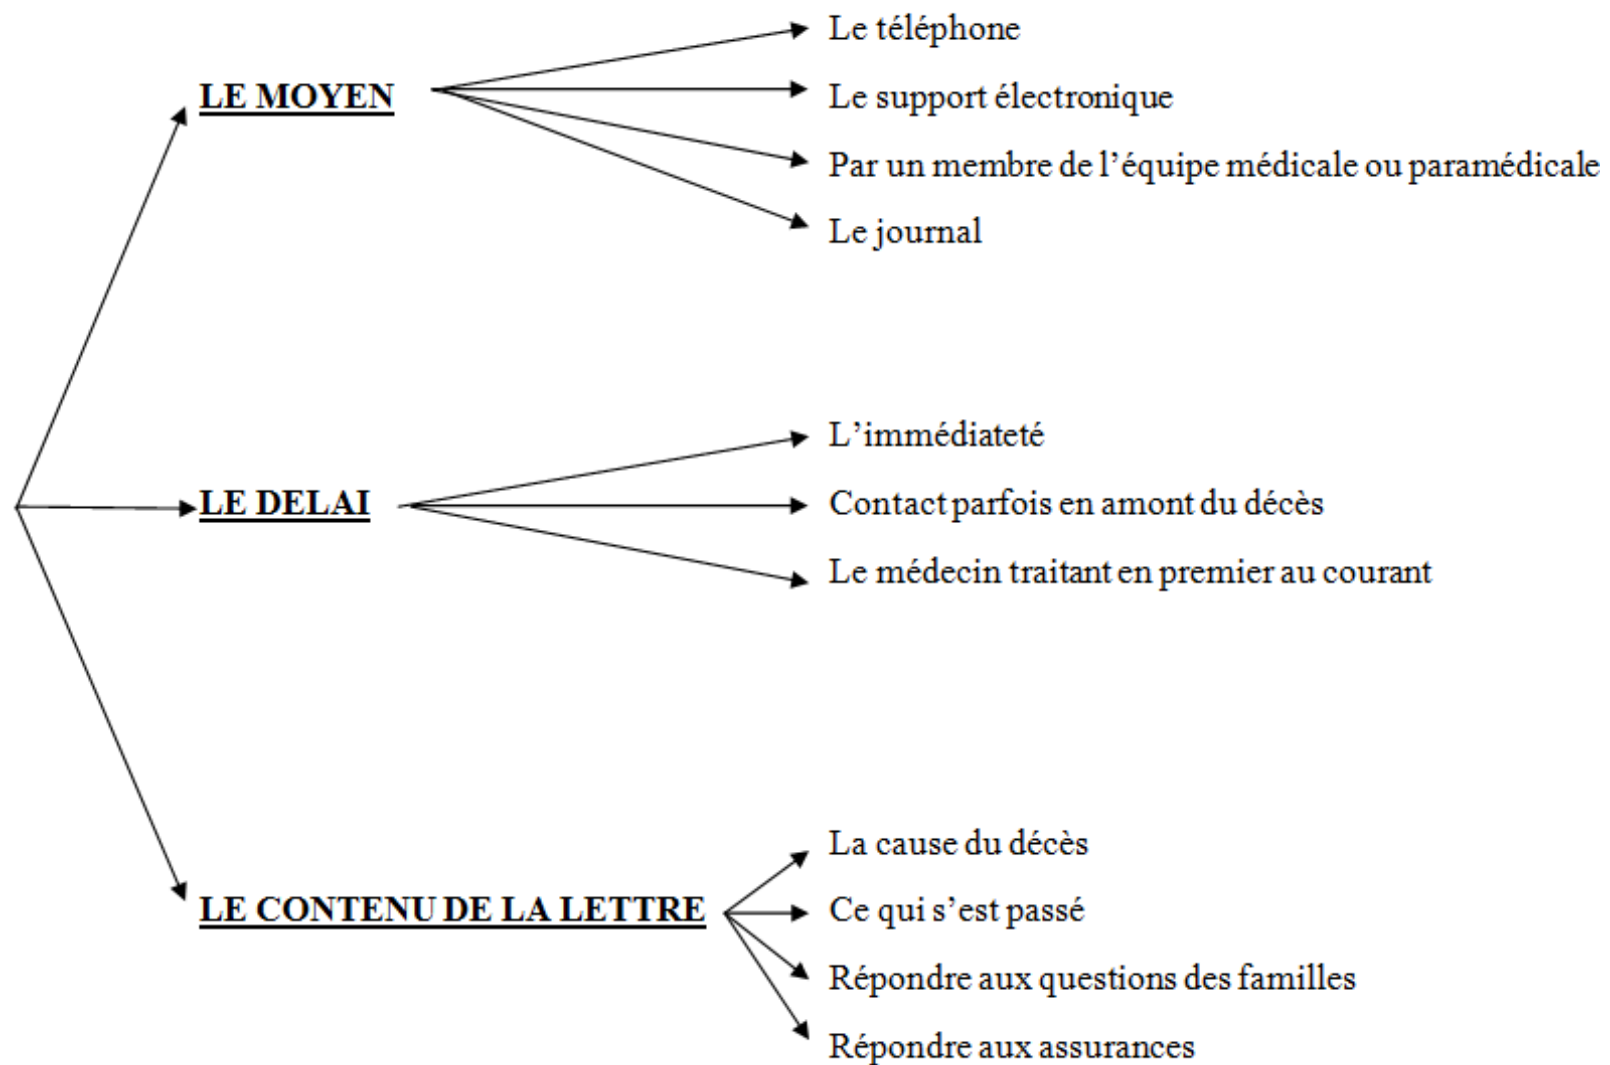 Le téléphone
LE MOYEN
Le support électronique
Par un membre de l’équipe médicale ou paramédicale
Le journal
L’immédiateté
LE DELAI
Contact parfois en amont du décès
Le médecin traitant en premier au courant
La cause du décès
LE CONTENU DE LA LETTRE
Ce qui s’est passé
Répondre aux questions des familles
Répondre aux assurances